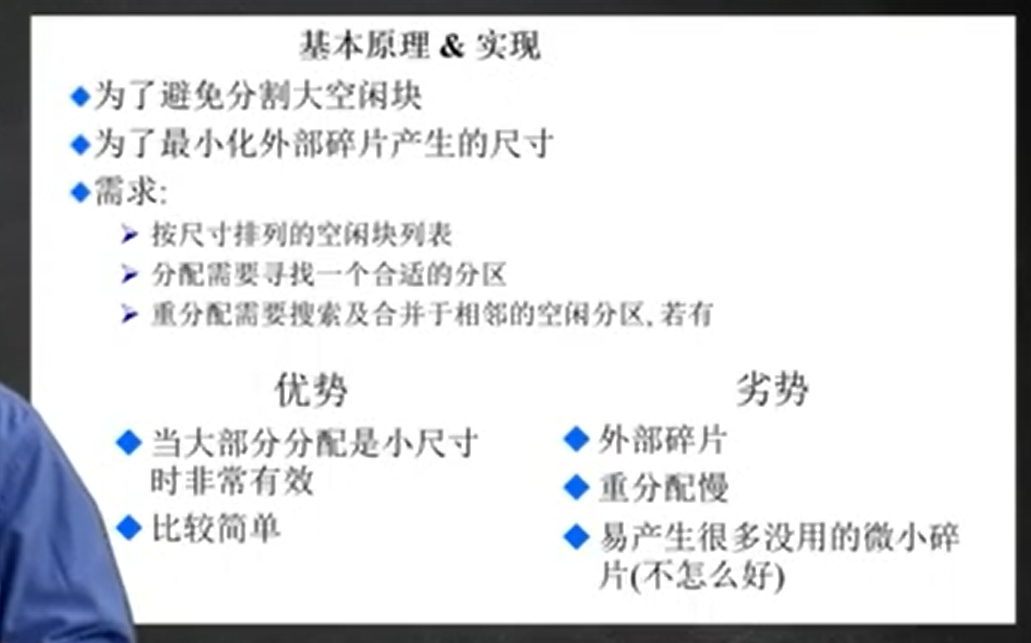 基本原理 & 实现
为了避免分割大空闲块
为了最小化外部碎片产生的尺寸
需求:
按尺寸排列的空闲块列表
分配需要寻找一个合适的分区
重分配需要搜索及合并于相邻的空闲分区, 若有
优势
当大部分分配是小尺寸
时非常有效
比较简单
劣势
外部碎片
重分配慢
易产生很多没用的微小碎
片(不怎么好)